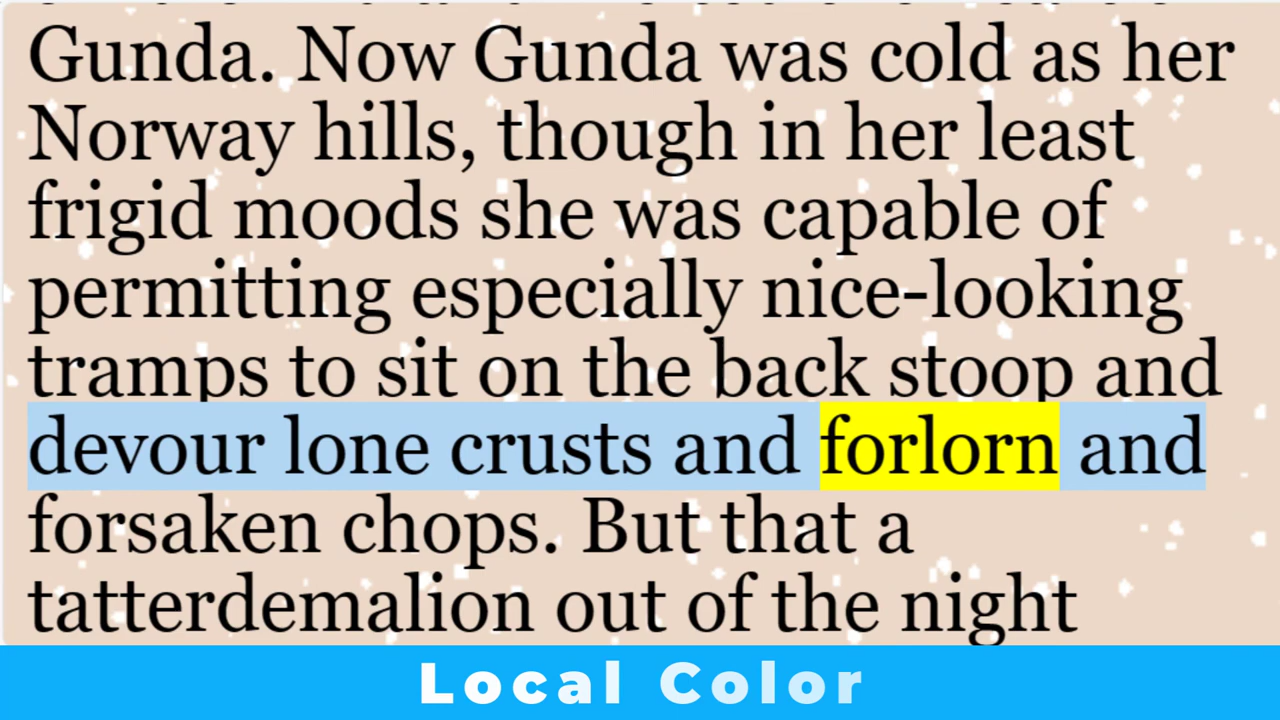 Gunda. Now Gunda was cold as her
Norway hills, though in her least
frigid moods she was capable of
permitting especially nice-looking
tramps to sit on the back stoop and
devour lone crusts and forlorn and
forsaken chops. But that a
tatterdemalion out of the night
Local Color